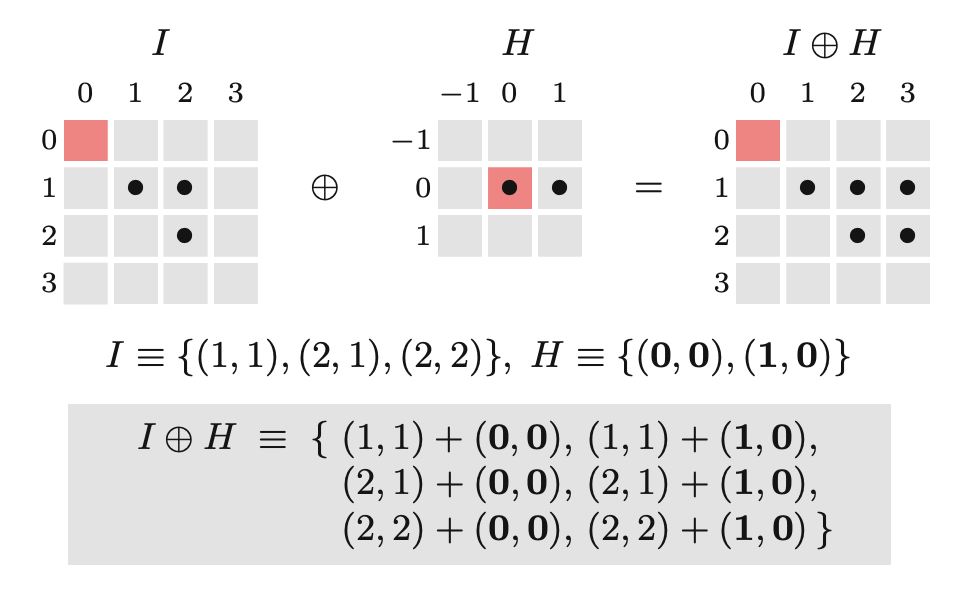 I H I ⊕ H
0 1 2 3 −1 0 1 0 1 2 3
0 −1 0
1 ⊕ 0 = 1
2 1 2
3 3
I ≡ {(1, 1), (2, 1), (2, 2)}, H ≡ {(0, 0), (1, 0)}
I ⊕ H ≡ { (1, 1) + (0, 0), (1, 1) + (1, 0),
(2, 1) + (0, 0), (2, 1) + (1, 0),
(2, 2) + (0, 0), (2, 2) + (1, 0) }